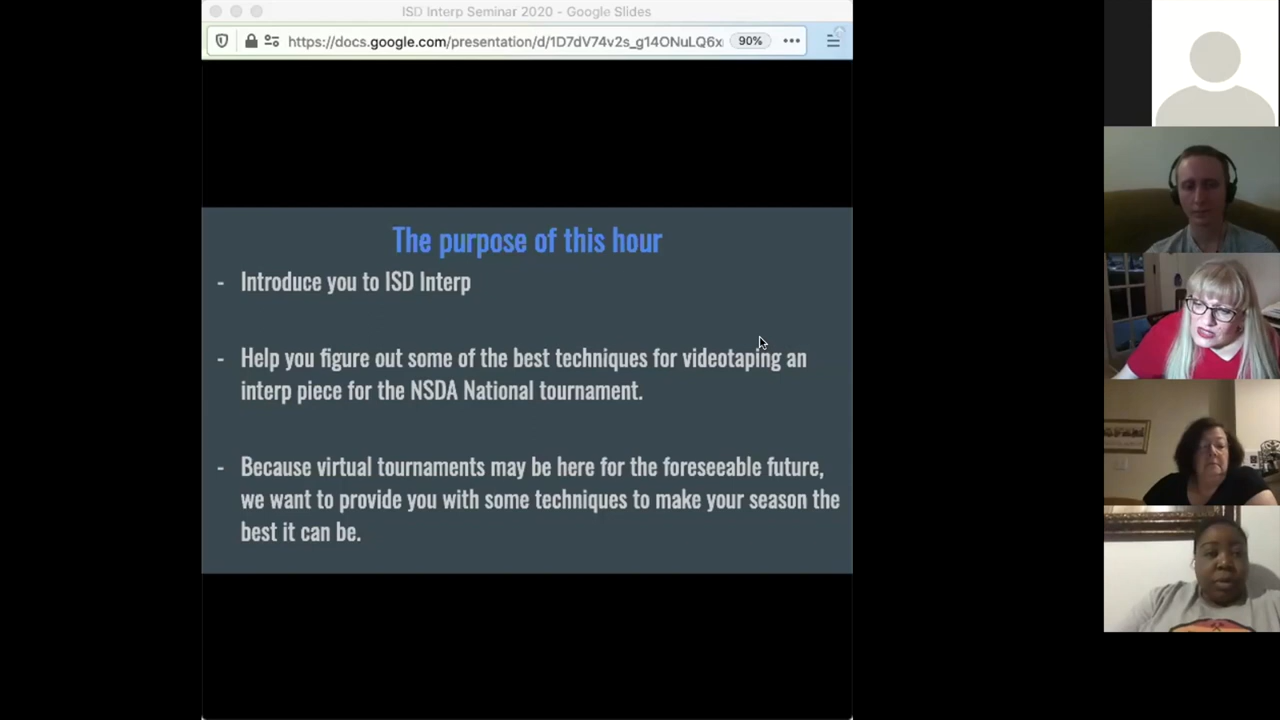 ISD Interp Seminar 2020 - Google Slides
https://docs.google.com/presentation/d/1D7dV74v2s_g14ONuLQ6x
90%
The purpose of this hour
- Introduce you to ISD Interp
- Help you figure out some of the best techniques for videotaping an
interp piece for the NSDA National tournament.
- Because virtual tournaments may be here for the foreseeable future,
we want to provide you with some techniques to make your season the
best it can be.